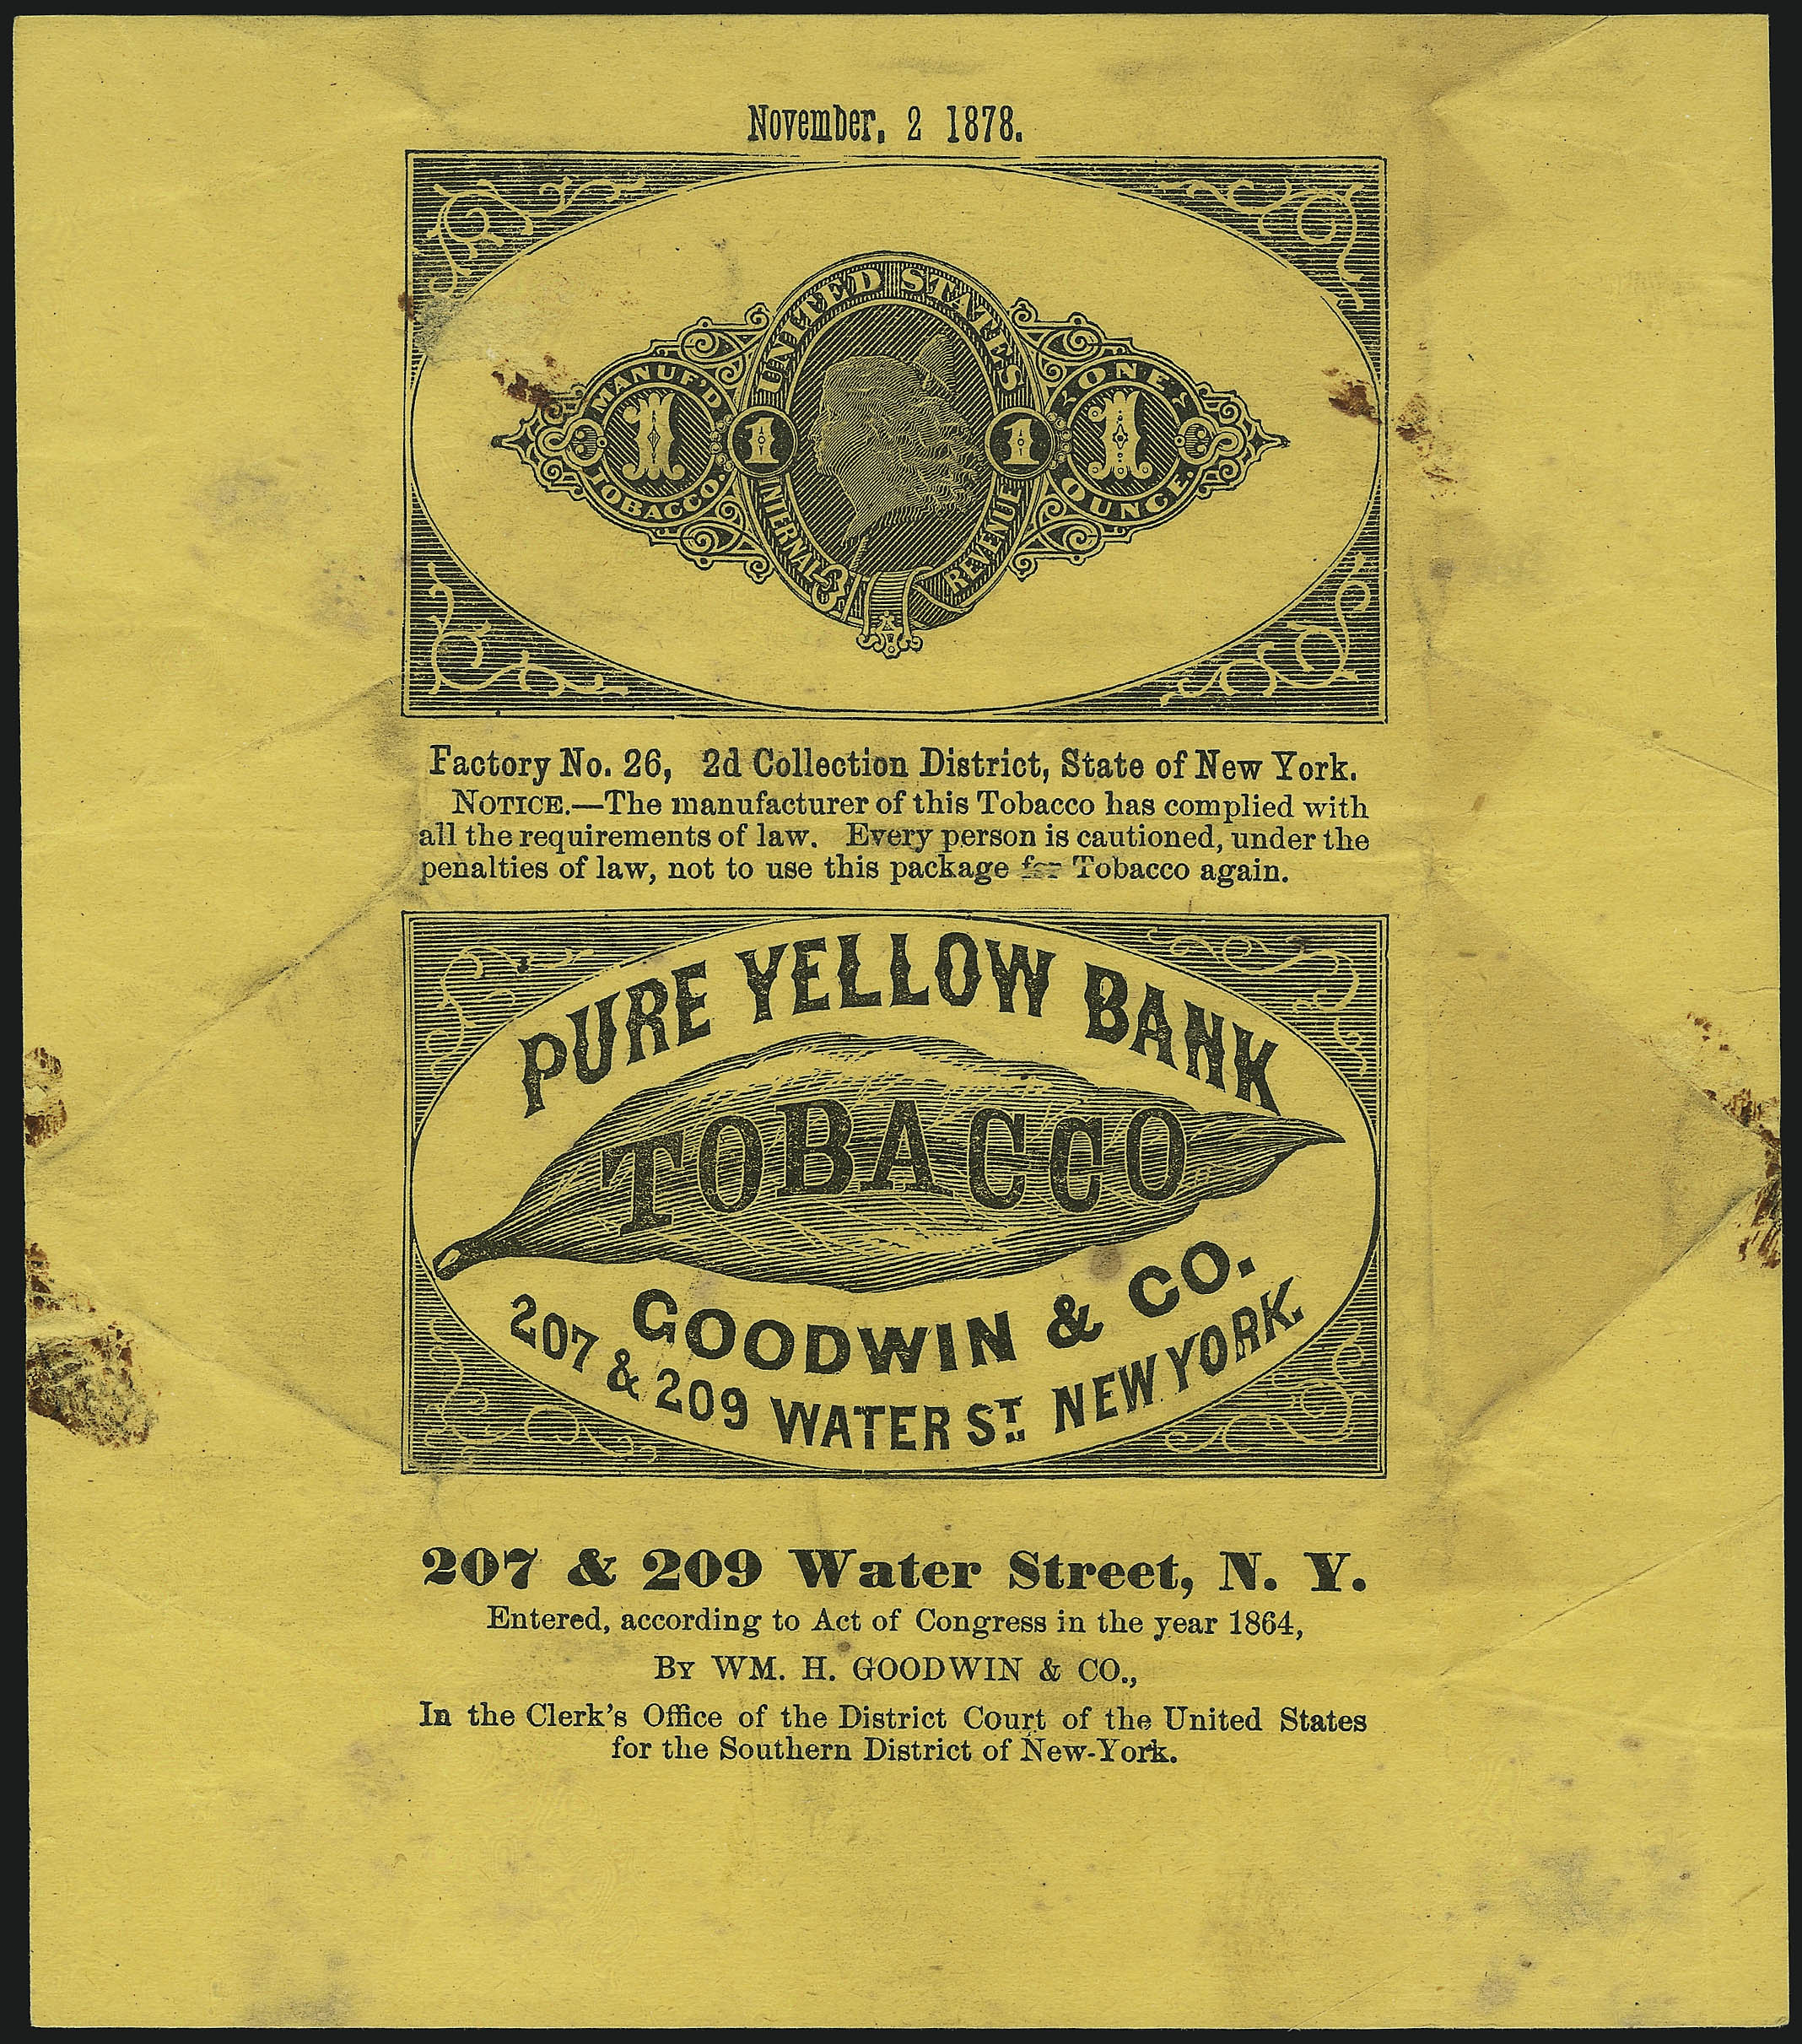 November, 2 1878.
UNITED STATES
MANUF'D
ONE
1 1 1 1
TOBACCO.
OUNCE.
INTERNAL REVENUE
Factory No. 26, 2d Collection District, State of New York.
NOTICE.—The manufacturer of this Tobacco has complied with
all the requirements of law. Every person is cautioned, under the
penalties of law, not to use this package for Tobacco again.
PURE YELLOW BANK
TOBACCO
GOODWIN & CO.
207 & 209 WATER ST. NEW YORK.
207 & 209 Water Street, N. Y.
Entered, according to Act of Congress in the year 1864,
BY WM. H. GOODWIN & CO.,
In the Clerk's Office of the District Court of the United States
for the Southern District of New-York.